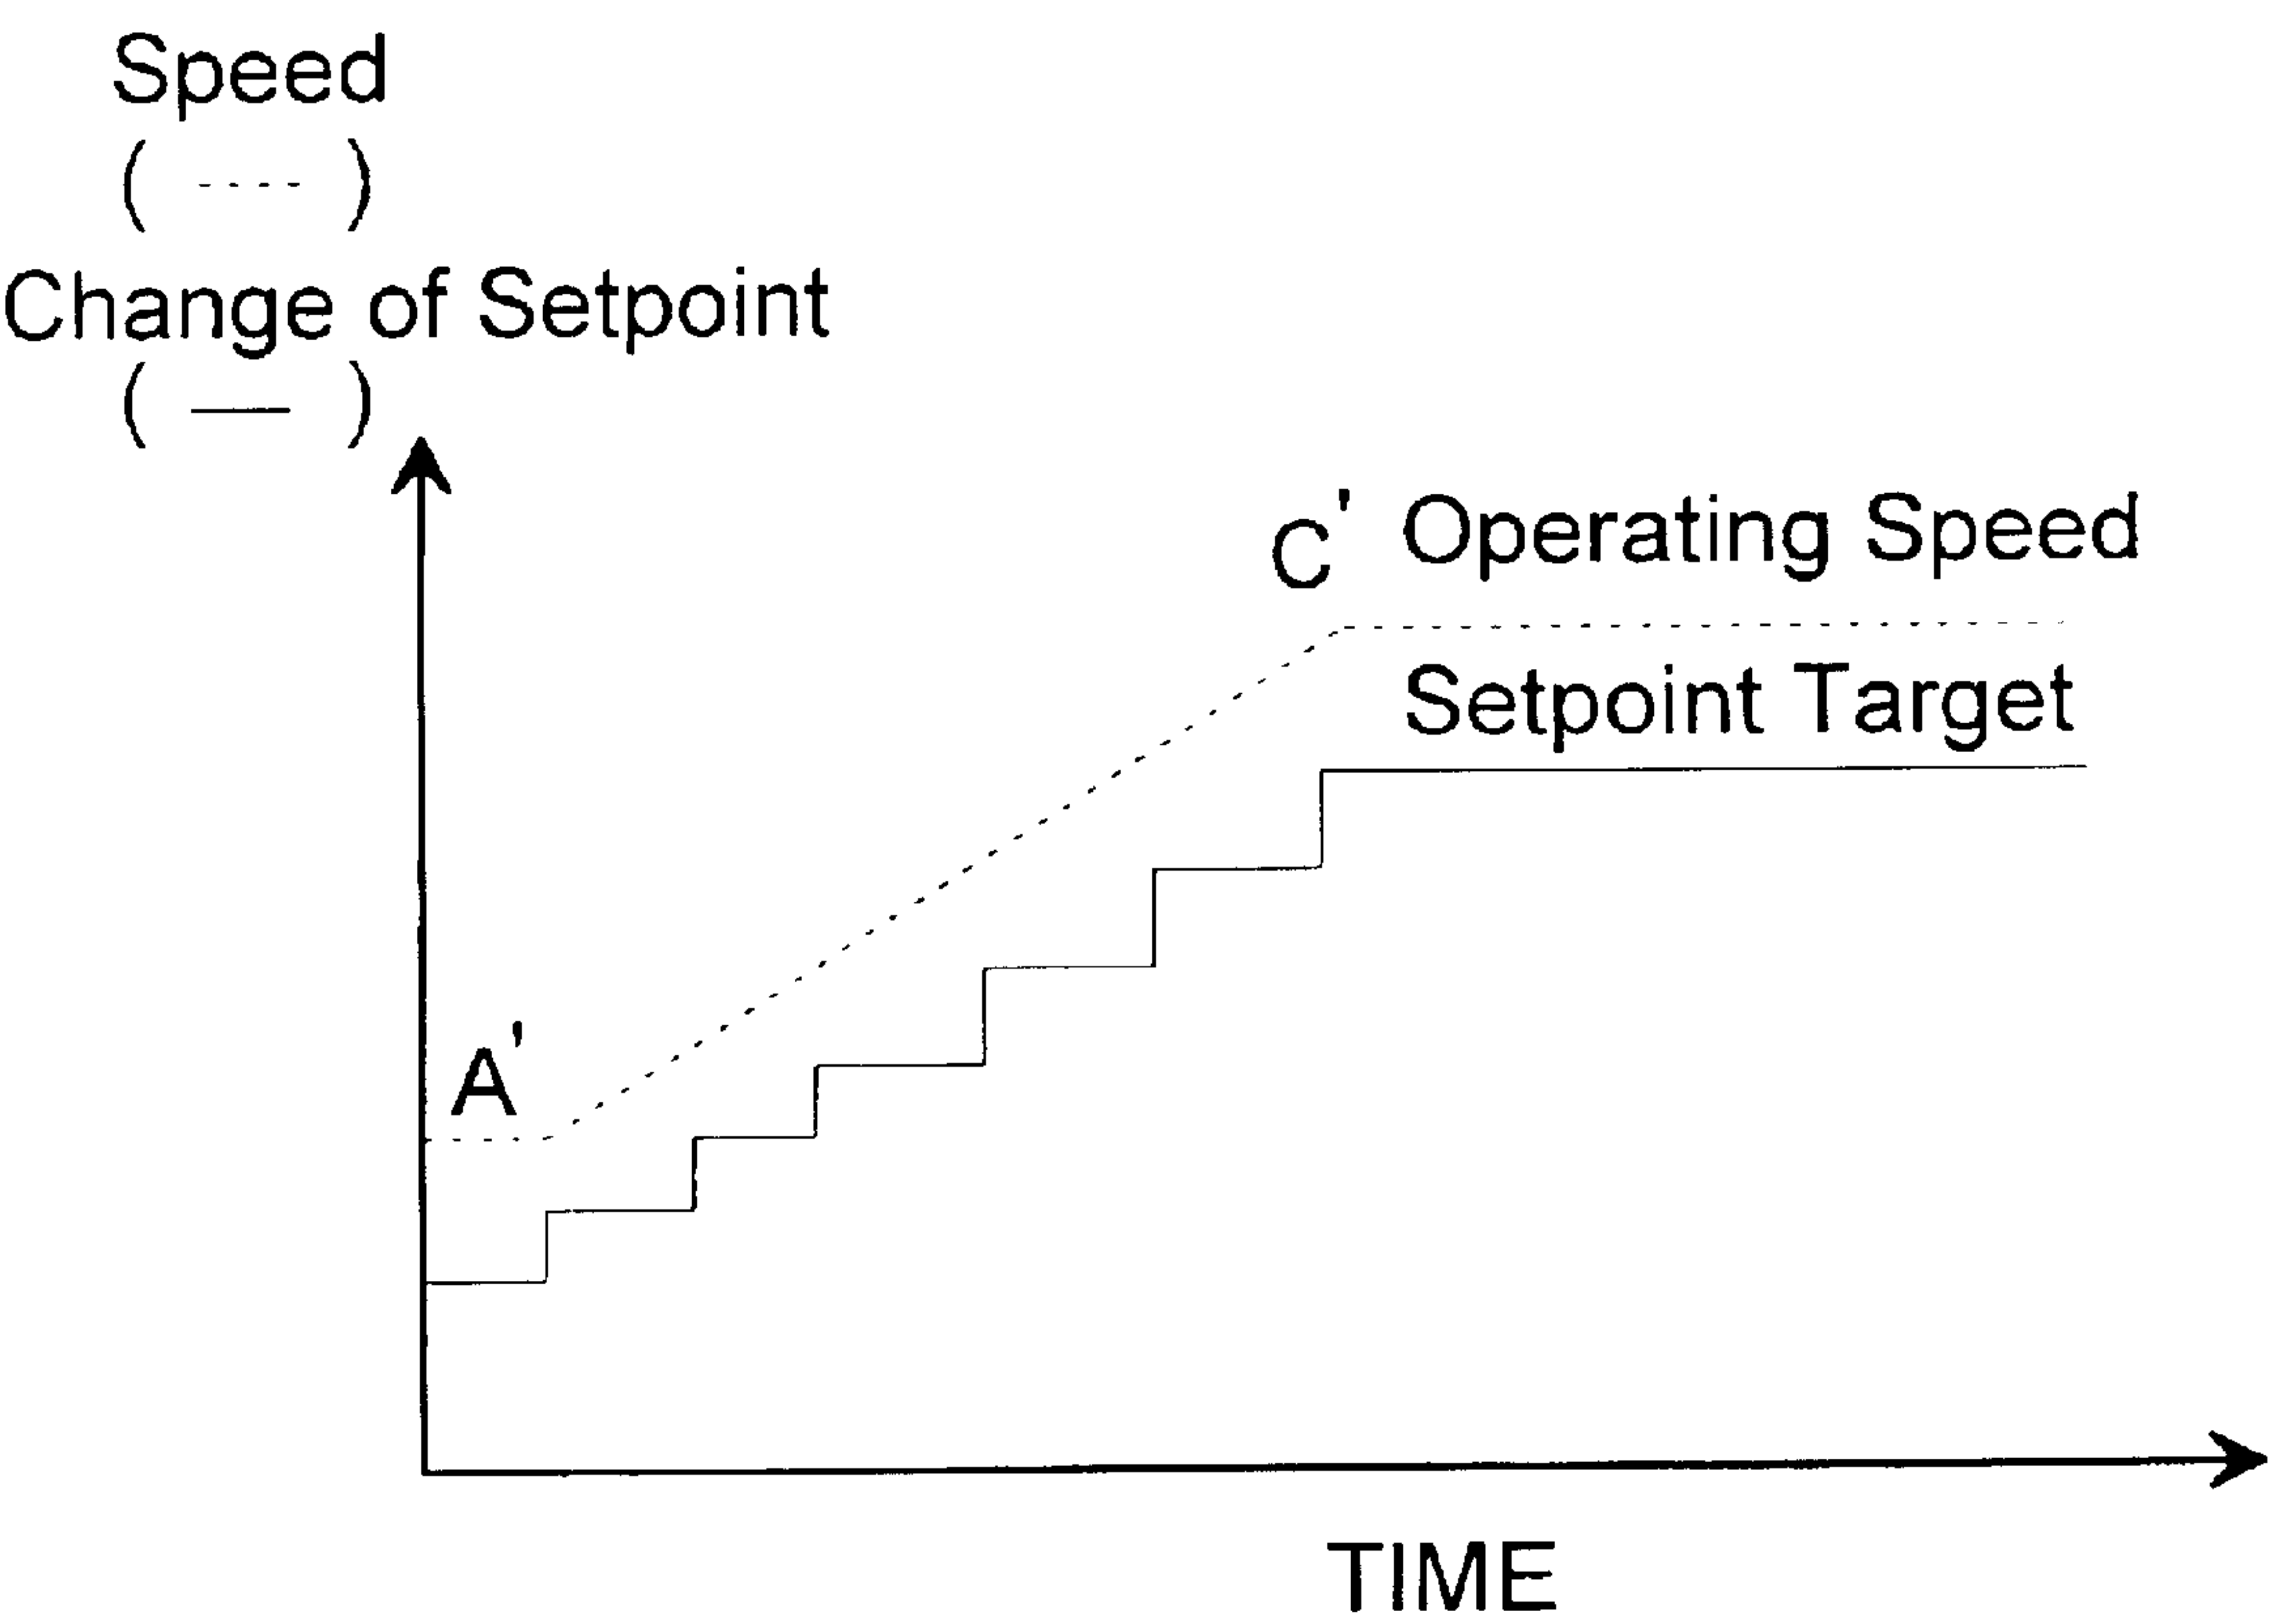 Speed
( ---- )
Change of Setpoint
( — )
C' Operating Speed
Setpoint Target
A'
TIME